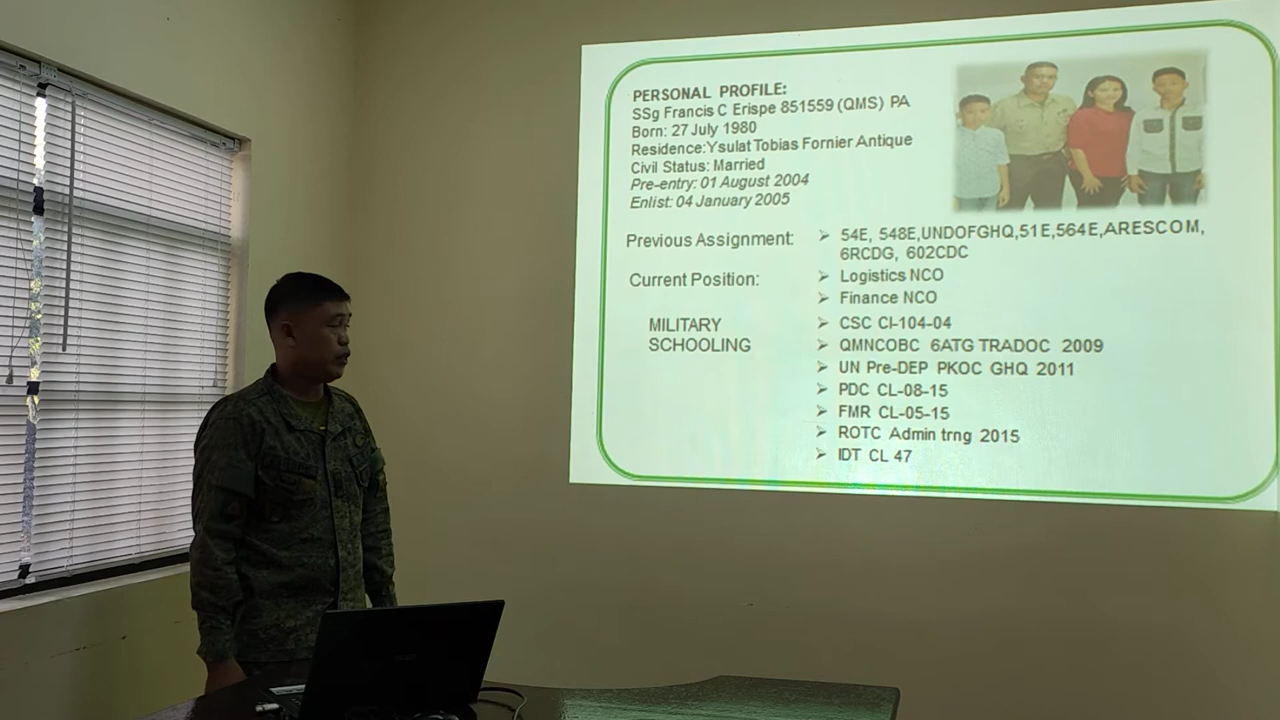 PERSONAL PROFILE:
SSg Francis C Erispe 851559 (QMS) PA
Born: 27 July 1980
Residence:Ysulat Tobias Fornier Antique
Civil Status: Married
Pre-entry: 01 August 2004
Enlist: 04 January 2005
Previous Assignment: ➢ 54E, 548E,UNDOFGHQ,51E,564E,ARESCOM,
6RCDG, 602CDC
Current Position: ➢ Logistics NCO
➢ Finance NCO
MILITARY ➢ CSC Cl-104-04
SCHOOLING ➢ QMNCOBC 6ATG TRADOC 2009
➢ UN Pre-DEP PKOC GHQ 2011
➢ PDC CL-08-15
➢ FMR CL-05-15
➢ ROTC Admin trng 2015
➢ IDT CL 47